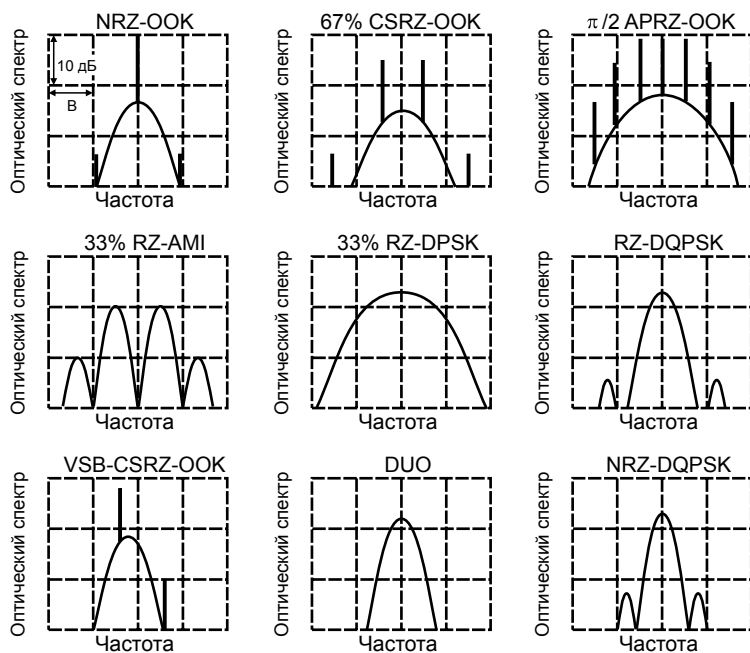 NRZ-OOK
67% CSRZ-OOK
π/2 APRZ-OOK
Оптический спектр
10 дБ
B
Частота
Оптический спектр
Частота
Оптический спектр
Частота
33% RZ-AMI
33% RZ-DPSK
RZ-DQPSK
Оптический спектр
Частота
Оптический спектр
Частота
Оптический спектр
Частота
VSB-CSRZ-OOK
DUO
NRZ-DQPSK
Оптический спектр
Частота
Оптический спектр
Частота
Оптический спектр
Частота